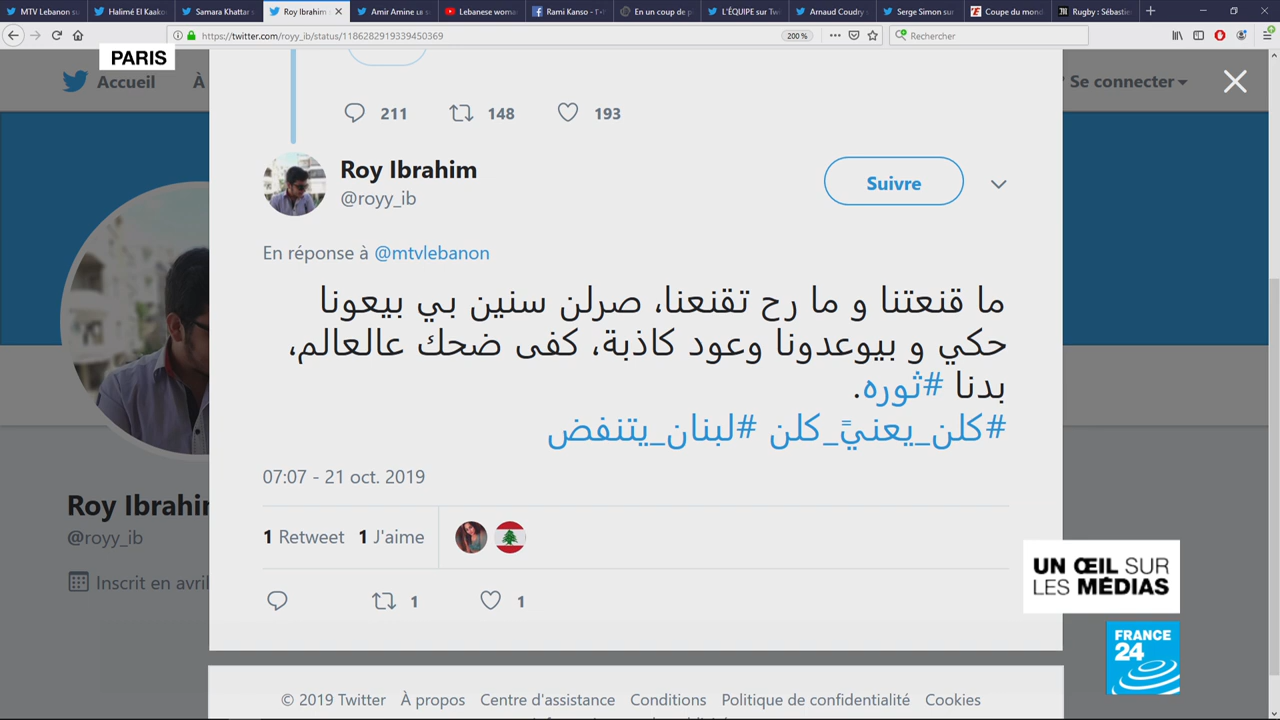 MTV Lebanon su
Halimé El Kaako
Samara Khattar
Roy Ibrahim
Amir Amine
Lebanese woma
Rami Kanso -
En un coup de p
L'ÉQUIPE sur Tw
Arnaud Coudry
Serge Simon sur
Coupe du mond
Rugby : Sébastie
https://twitter.com/royy_ib/status/1186282919339450369
200 %
Rechercher
PARIS
Accueil
À
Se connecter
211 148 193
Roy Ibrahim
@royy_ib
Suivre
En réponse à @mtvlebanon
ما قنعتنا و ما رح تقنعنا، صرلن سنين بي بيعونا
حكي و بيوعدونا وعود كاذبة، كفى ضحك عالعالم،
بدنا #ثوره.
#كلن_يعنيً_كلن #لبنان_يتنفض
07:07 - 21 oct. 2019
1 Retweet 1 J'aime
1 1
Roy Ibrahi
@royy_ib
Inscrit en avril
UN ŒIL SUR
LES MÉDIAS
FRANCE
24
© 2019 Twitter À propos Centre d'assistance Conditions Politique de confidentialité Cookies